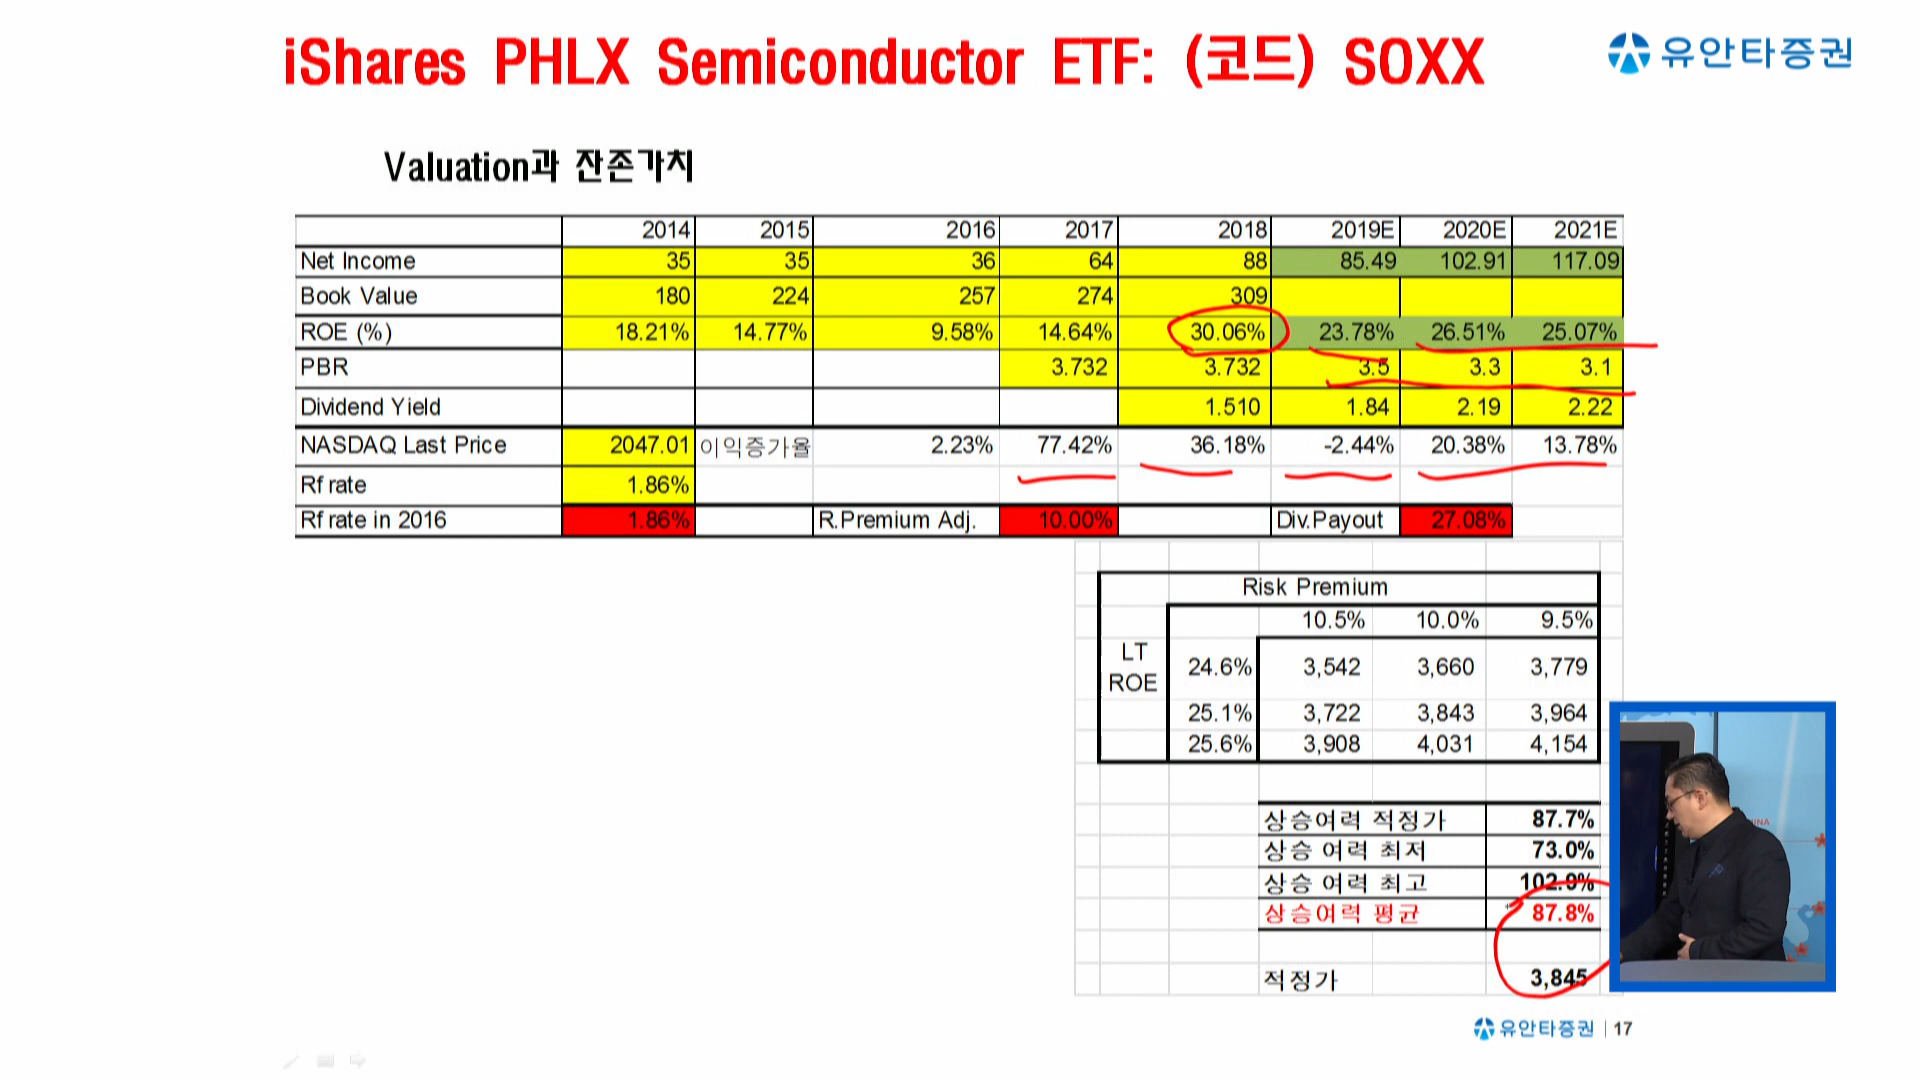 iShares PHLX Semiconductor ETF: (코드) SOXX
유안타증권
Valuation과 잔존가치
2014 2015 2016 2017 2018 2019E 2020E 2021E
Net Income 35 35 36 64 88 85.49 102.91 117.09
Book Value 180 224 257 274 309
ROE (%) 18.21% 14.77% 9.58% 14.64% 30.06% 23.78% 26.51% 25.07%
PBR 3.732 3.732 3.5 3.3 3.1
Dividend Yield 1.510 1.84 2.19 2.22
NASDAQ Last Price 2047.01 이익증가율 2.23% 77.42% 36.18% -2.44% 20.38% 13.78%
Rf rate 1.86%
Rf rate in 2016 1.86% R.Premium Adj. 10.00% Div.Payout 27.08%
Risk Premium
10.5% 10.0% 9.5%
LT ROE
24.6% 3,542 3,660 3,779
25.1% 3,722 3,843 3,964
25.6% 3,908 4,031 4,154
상승여력 적정가 87.7%
상승 여력 최저 73.0%
상승 여력 최고 102.9%
상승여력 평균 87.8%
적정가 3,845
유안타증권 17